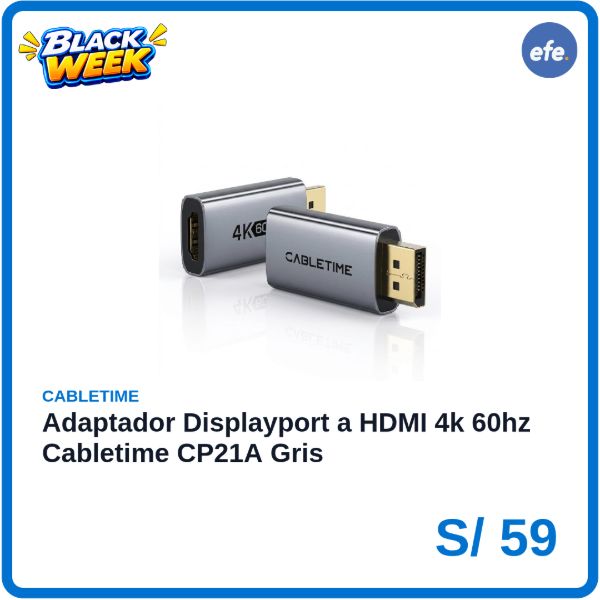 BLACK
WEEK
efe.
4K 60
CABLETIME
CABLETIME
Adaptador Displayport a HDMI 4k 60hz
Cabletime CP21A Gris
S/ 59